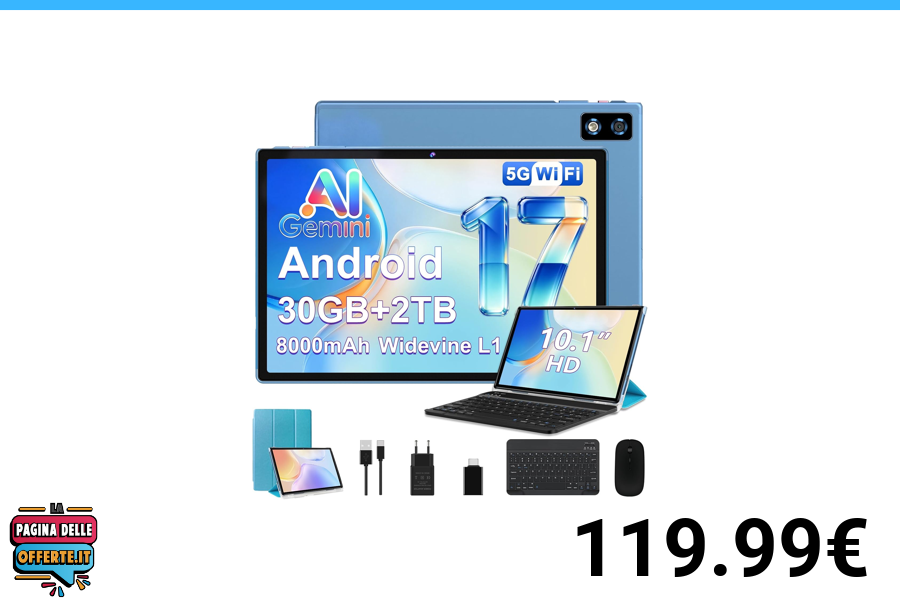 AI
Gemini
5G WiFi
17
Android
30GB+2TB
8000mAh Widevine L1
10.1”
HD
LA
PAGINA DELLE
OFFERTE.IT
119.99€